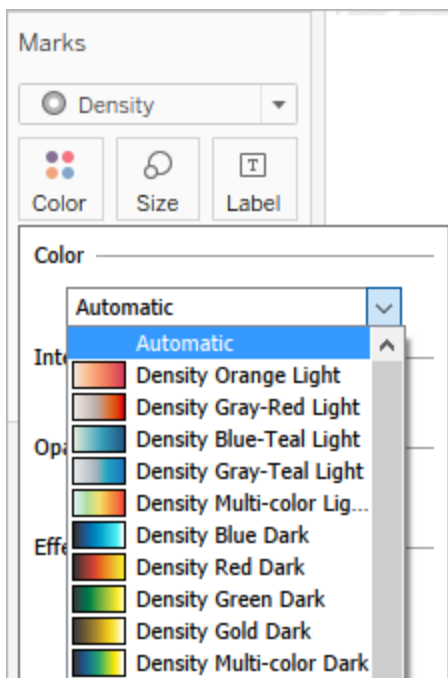 Marks
Density
Color Size Label
Color
Automatic
Automatic
Density Orange Light
Density Gray-Red Light
Density Blue-Teal Light
Density Gray-Teal Light
Density Multi-color Lig...
Density Blue Dark
Density Red Dark
Density Green Dark
Density Gold Dark
Density Multi-color Dark